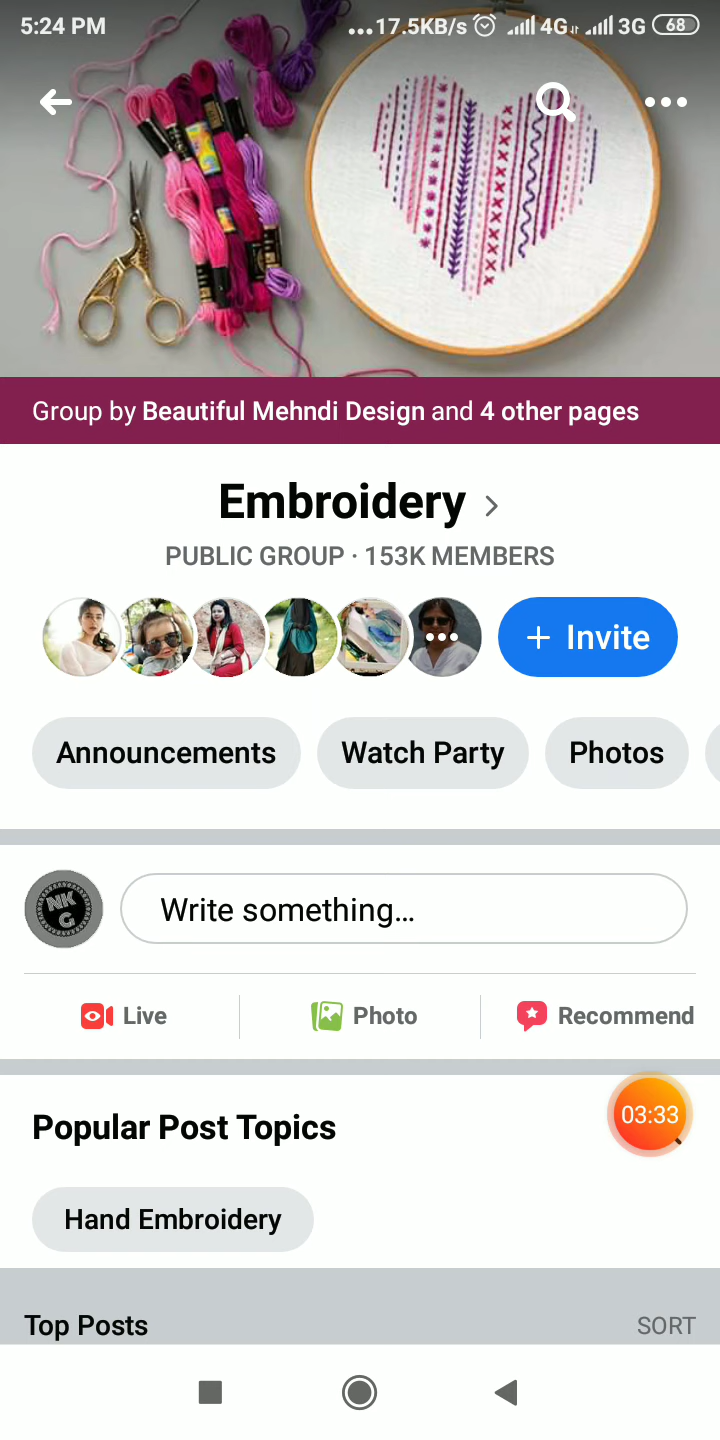 5:24 PM ...17.5KB/s 4G 3G 68
Group by Beautiful Mehndi Design and 4 other pages
Embroidery >
PUBLIC GROUP · 153K MEMBERS
+ Invite
Announcements Watch Party Photos
NK G Write something...
Live Photo Recommend
Popular Post Topics 03:33
Hand Embroidery
Top Posts SORT